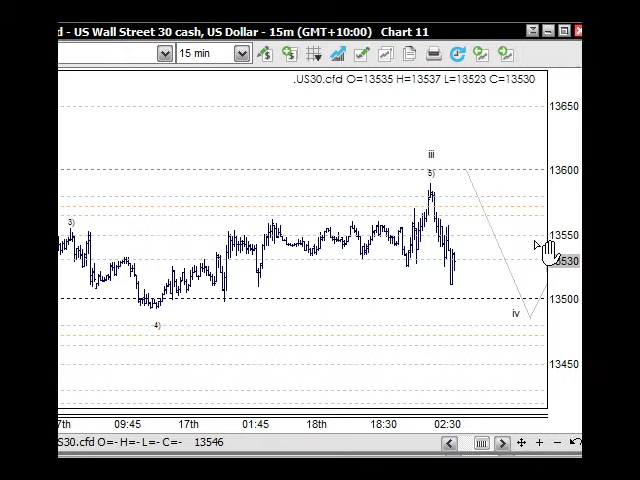 d - US Wall Street 30 cash, US Dollar - 15m (GMT+10:00) Chart 11
15 min
.US30.cfd O=13535 H=13537 L=13523 C=13530
13650
iii
13600
5)
3)
13550
3530
13500
iv
4)
13450
7th 09:45 17th 01:45 18th 18:30 02:30
S30.cfd O=- H=- L=- C=- 13546